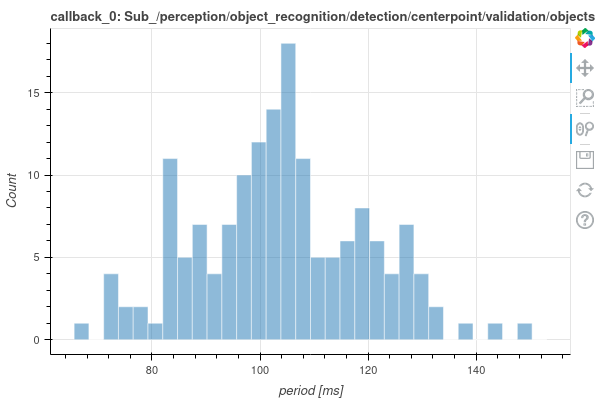 callback_0: Sub_/perception/object_recognition/detection/centerpoint/validation/objects
15
10
5
0
Count
80
100
120
140
period [ms]